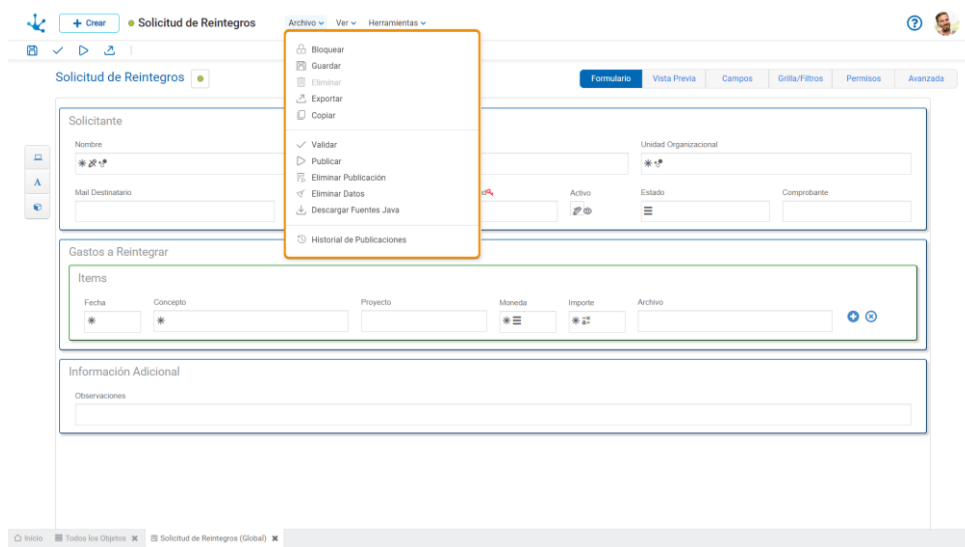 + Crear
Solicitud de Reintegros
Archivo
Ver
Herramientas
?
Solicitud de Reintegros
Formulario
Vista Previa
Campos
Grilla/Filtros
Permisos
Avanzada
Bloquear
Guardar
Eliminar
Exportar
Copiar
Validar
Publicar
Eliminar Publicación
Eliminar Datos
Descargar Fuentes Java
Historial de Publicaciones
A
Solicitante
Nombre
Unidad Organizacional
Mail Destinatario
Activo
Estado
Comprobante
Gastos a Reintegrar
Items
Fecha
Concepto
Proyecto
Moneda
Importe
Archivo
Información Adicional
Observaciones
Inicio
Todos los Objetos
Solicitud de Reintegros (Global)